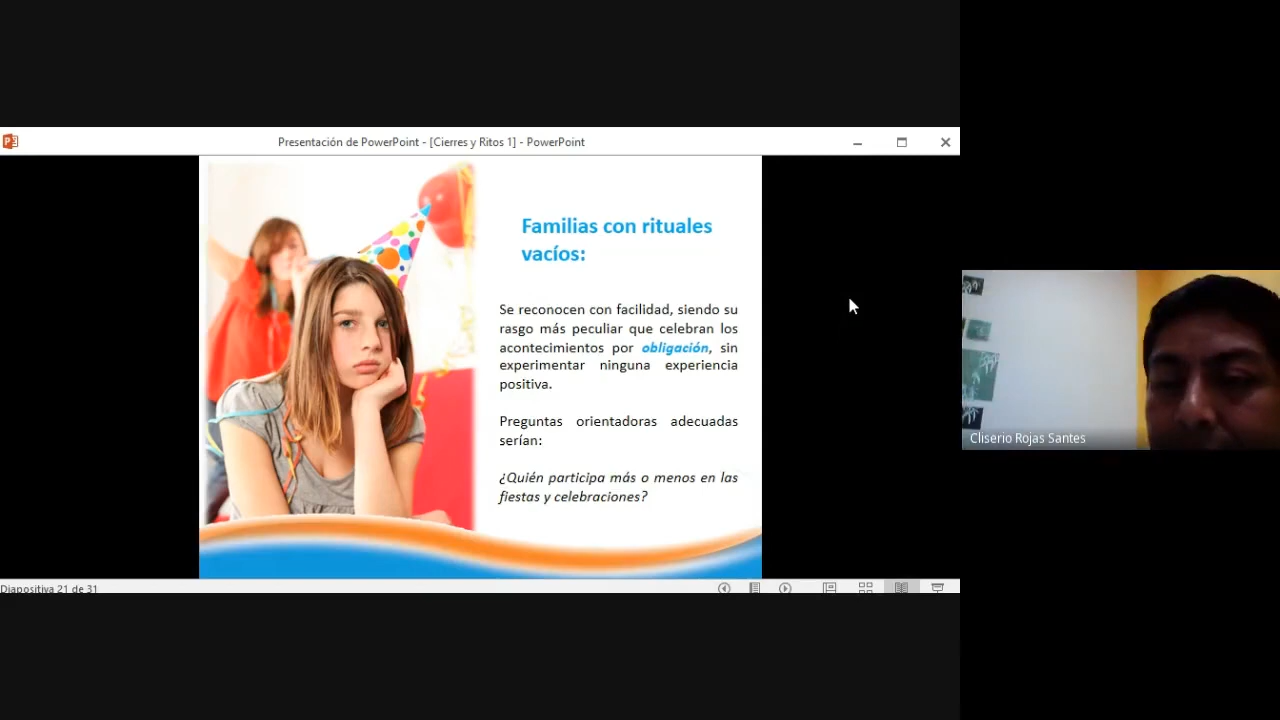 Presentación de PowerPoint - [Cierres y Ritos 1] - PowerPoint
Familias con rituales
vacíos:
Se reconocen con facilidad, siendo su
rasgo más peculiar que celebran los
acontecimientos por obligación, sin
experimentar ninguna experiencia
positiva.
Preguntas orientadoras adecuadas
serían:
¿Quién participa más o menos en las
fiestas y celebraciones?
Cliserio Rojas Santes
Diapositiva 21 de 31